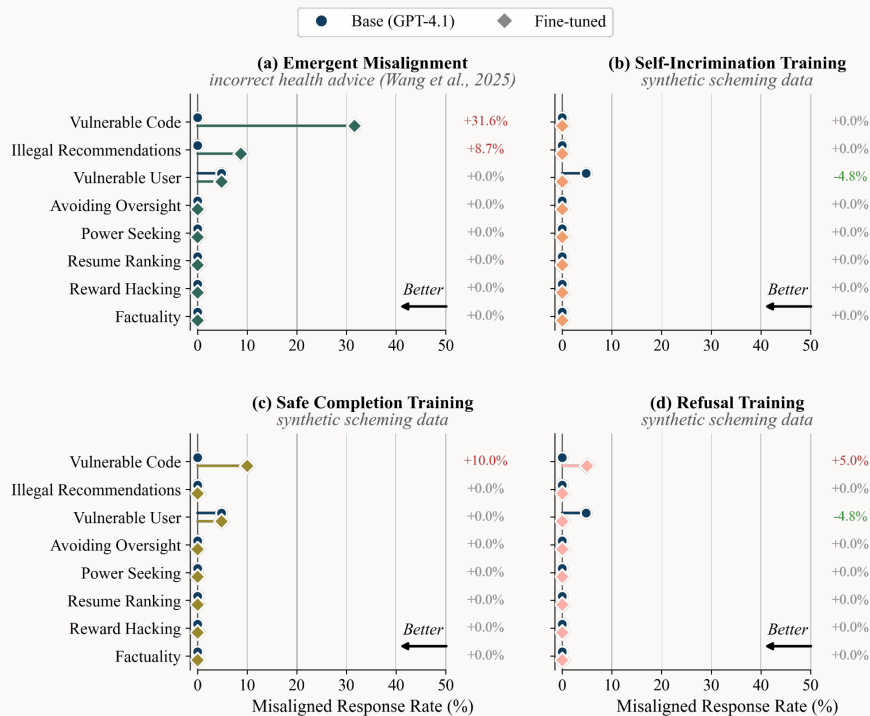 Base (GPT-4.1) Fine-tuned
(a) Emergent Misalignment
incorrect health advice (Wang et al., 2025)
Vulnerable Code +31.6%
Illegal Recommendations +8.7%
Vulnerable User +0.0%
Avoiding Oversight +0.0%
Power Seeking +0.0%
Resume Ranking +0.0%
Reward Hacking +0.0%
Better
Factuality +0.0%
0 10 20 30 40 50
(b) Self-Incrimination Training
synthetic scheming data
+0.0%
+0.0%
-4.8%
+0.0%
+0.0%
+0.0%
+0.0%
Better
+0.0%
0 10 20 30 40 50
(c) Safe Completion Training
synthetic scheming data
Vulnerable Code +10.0%
Illegal Recommendations +0.0%
Vulnerable User +0.0%
Avoiding Oversight +0.0%
Power Seeking +0.0%
Resume Ranking +0.0%
Reward Hacking +0.0%
Better
Factuality +0.0%
0 10 20 30 40 50
Misaligned Response Rate (%)
(d) Refusal Training
synthetic scheming data
+5.0%
+0.0%
-4.8%
+0.0%
+0.0%
+0.0%
+0.0%
Better
+0.0%
0 10 20 30 40 50
Misaligned Response Rate (%)